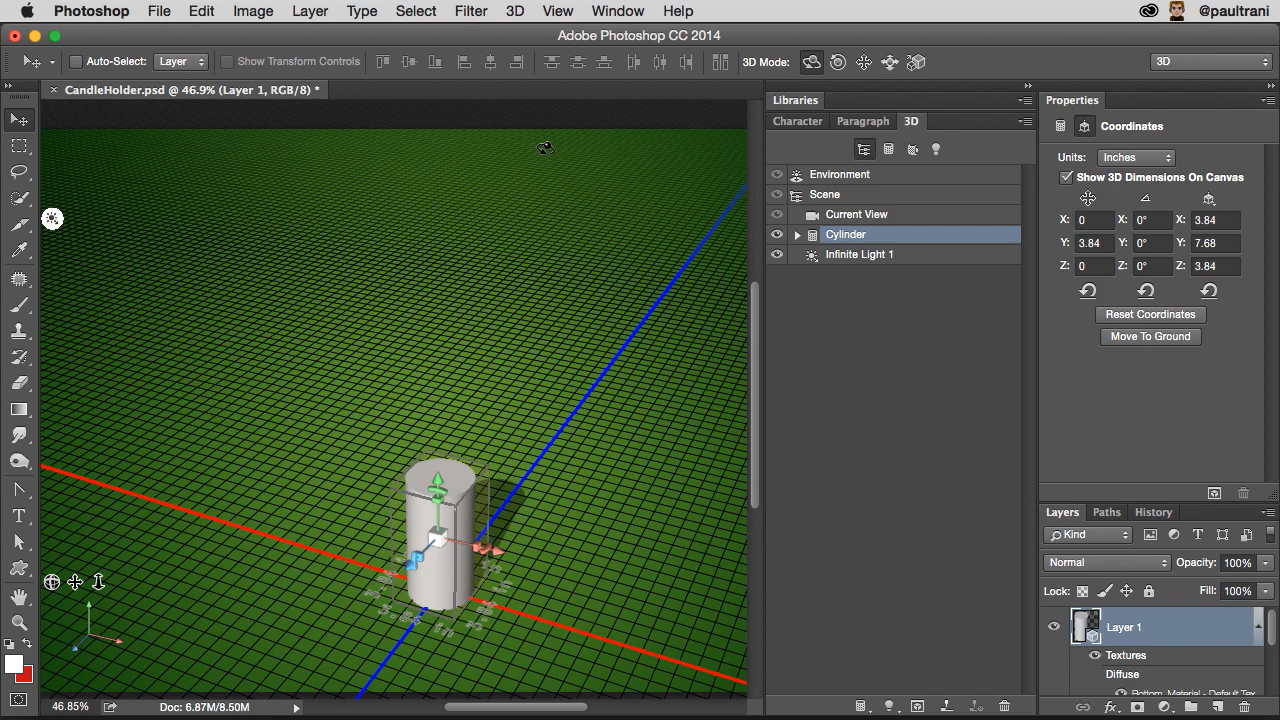 Photoshop File Edit Image Layer Type Select Filter 3D View Window Help @paultrani
Adobe Photoshop CC 2014
Auto-Select: Layer Show Transform Controls 3D Mode: 3D
× CandleHolder.psd @ 46.9% (Layer 1, RGB/8) *
Libraries
Character Paragraph 3D
Environment
Scene
Current View
Cylinder
Infinite Light 1
Properties
Coordinates
Units: Inches
Show 3D Dimensions On Canvas
X: 0 X: 0° X: 3.84
Y: 3.84 Y: 0° Y: 7.68
Z: 0 Z: 0° Z: 3.84
Reset Coordinates
Move To Ground
Layers Paths History
Kind
Normal Opacity: 100%
Lock: Fill: 100%
Layer 1
Textures
Diffuse
Bottom_Material - Default Tex
46.85% Doc: 6.87M/8.50M